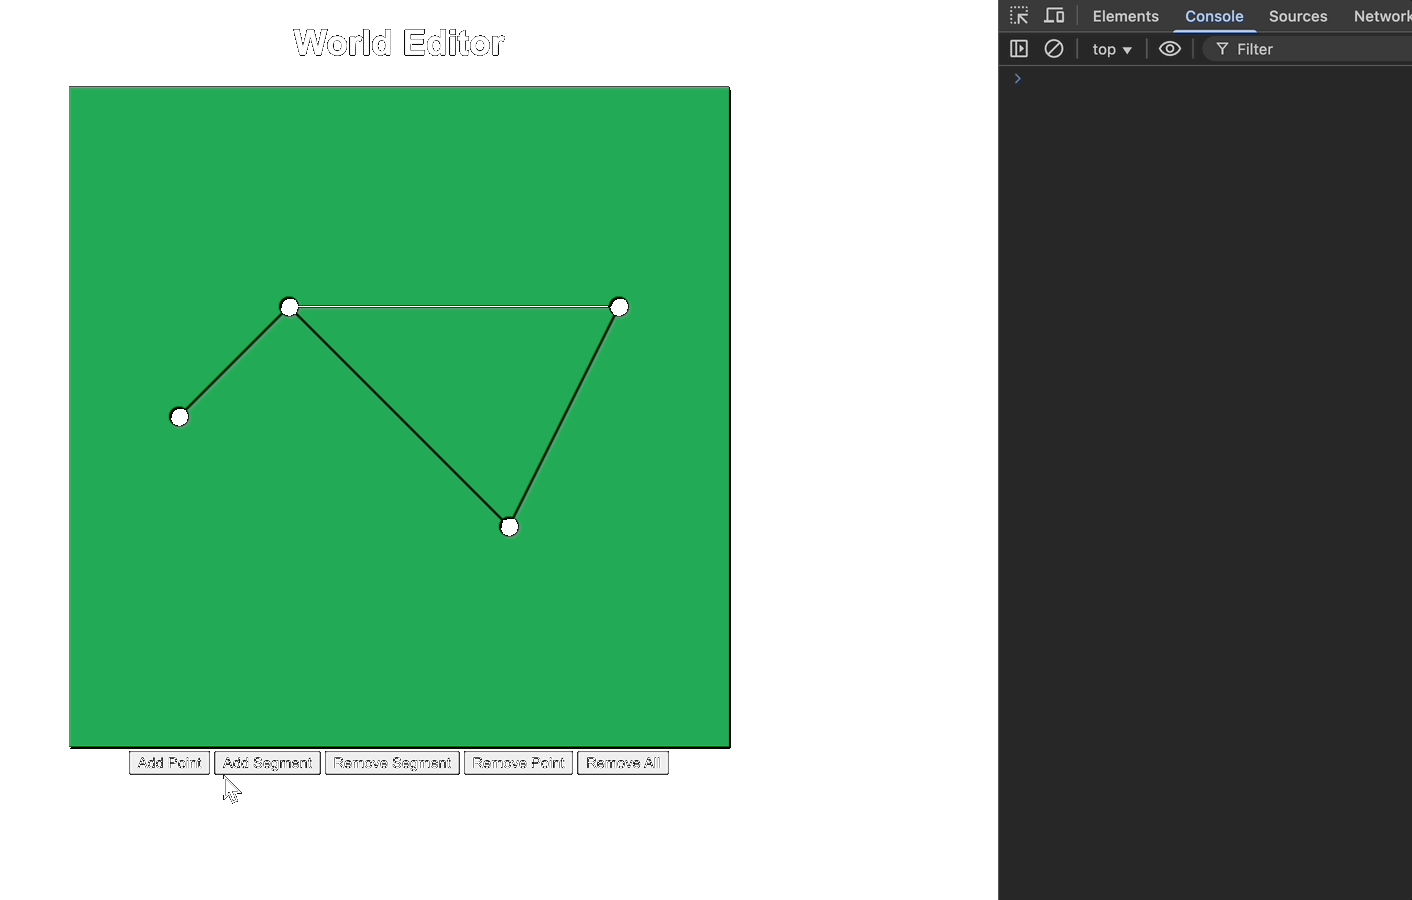 World Editor
Add Point Add Segment Remove Segment Remove Point Remove All
Elements Console Sources Network
top Filter